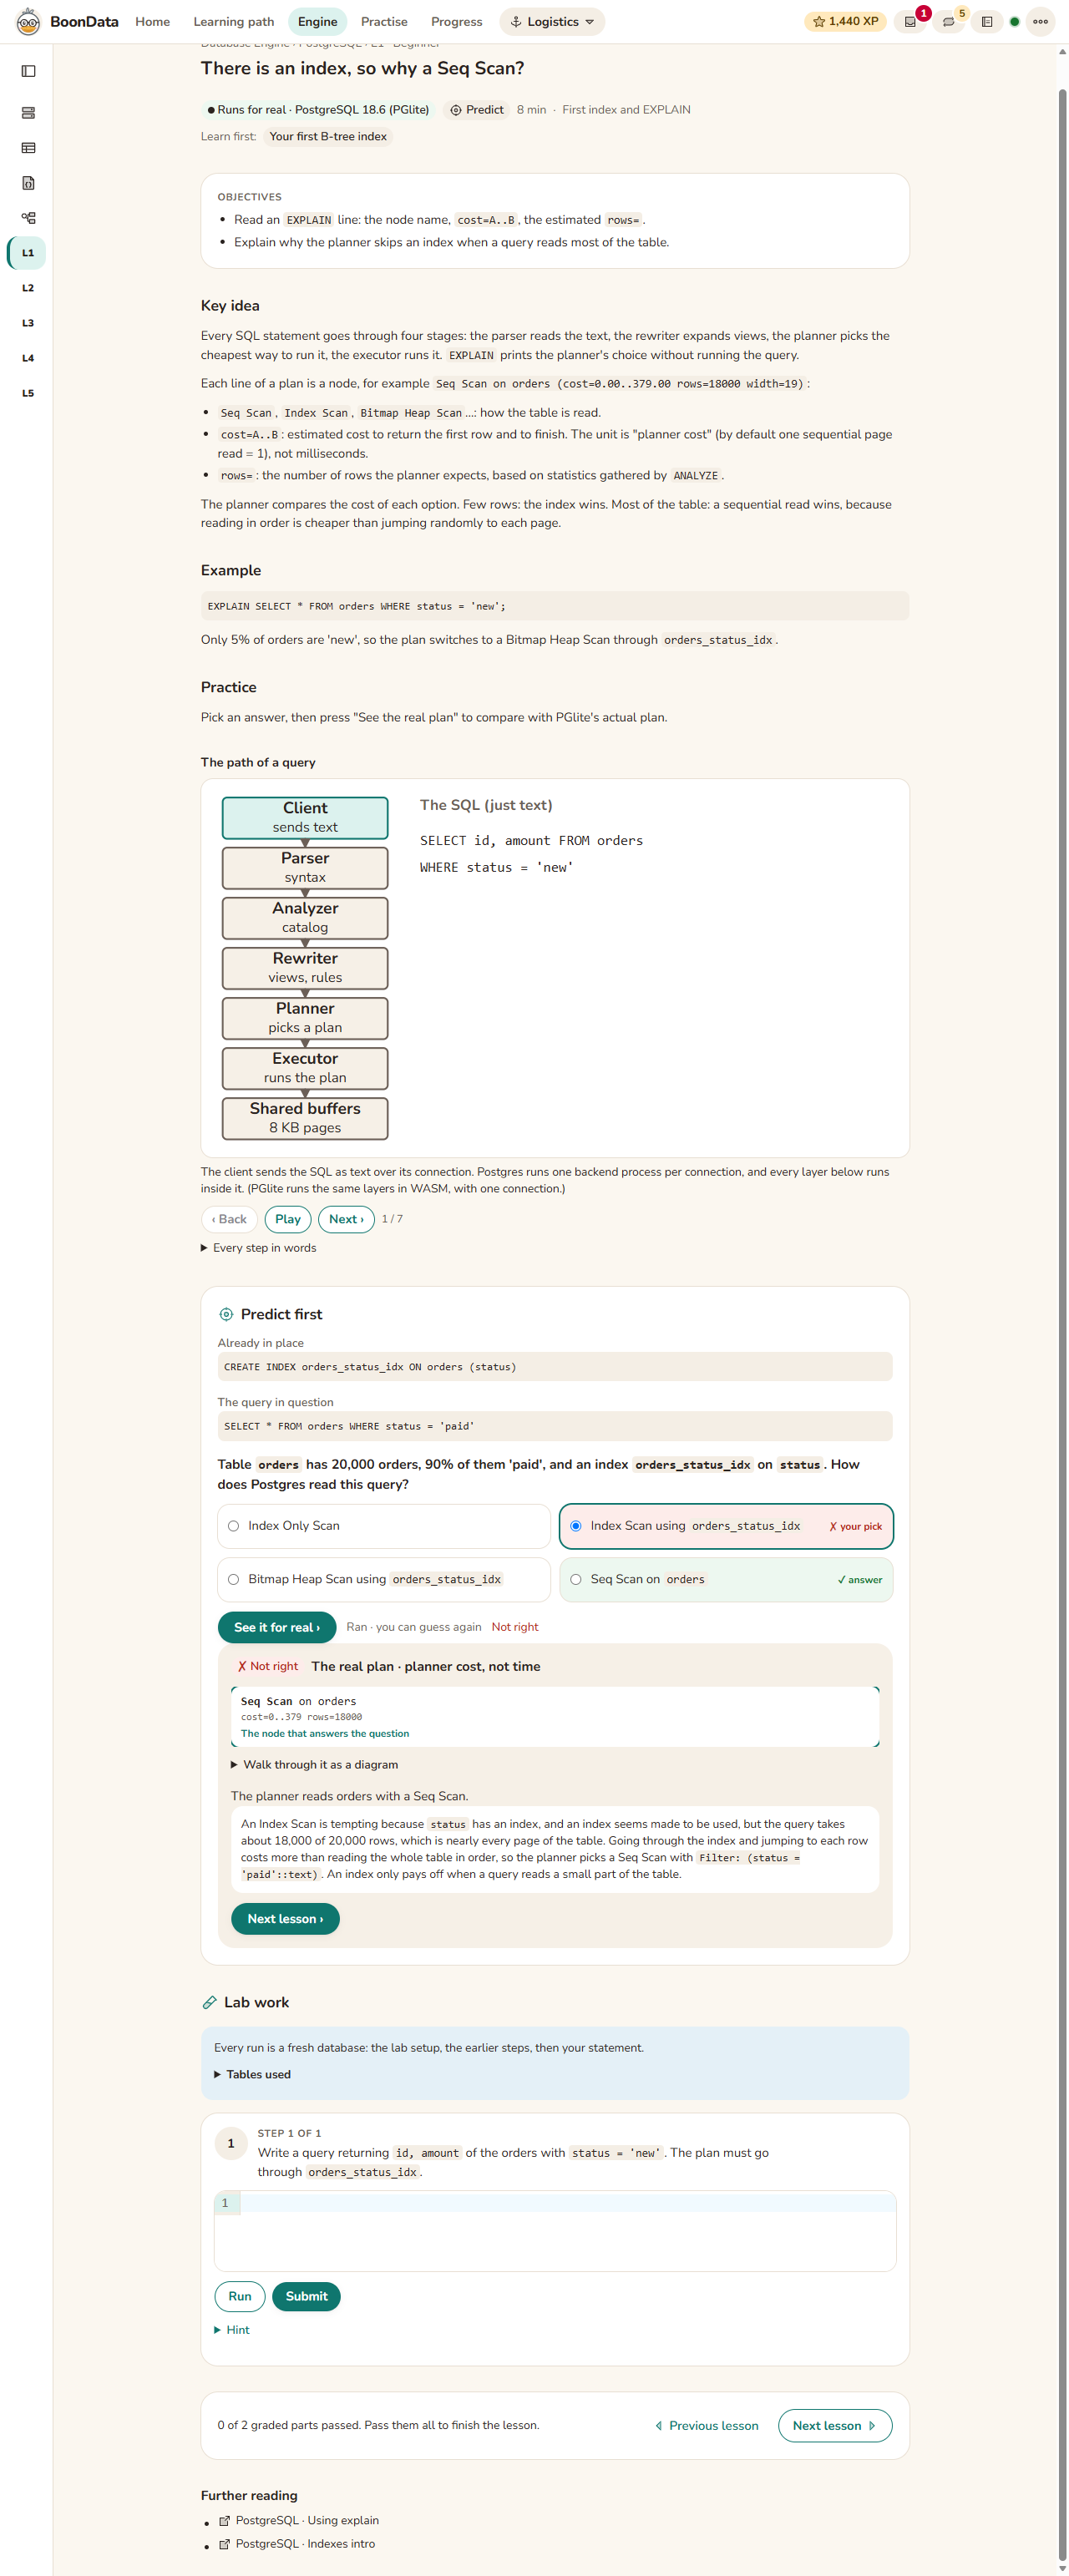 BoonData Home Learning path Engine Practise Progress Logistics 1,440 XP 1 5
Database Engine › PostgreSQL › L1 · Beginner
There is an index, so why a Seq Scan?
Runs for real · PostgreSQL 18.6 (PGlite) Predict 8 min · First index and EXPLAIN
Learn first: Your first B-tree index
L1
L2
L3
L4
L5
OBJECTIVES
• Read an EXPLAIN line: the node name, cost=A..B, the estimated rows=.
• Explain why the planner skips an index when a query reads most of the table.
Key idea
Every SQL statement goes through four stages: the parser reads the text, the rewriter expands views, the planner picks the
cheapest way to run it, the executor runs it. EXPLAIN prints the planner's choice without running the query.
Each line of a plan is a node, for example Seq Scan on orders (cost=0.00..379.00 rows=18000 width=19):
• Seq Scan, Index Scan, Bitmap Heap Scan…: how the table is read.
• cost=A..B: estimated cost to return the first row and to finish. The unit is "planner cost" (by default one sequential page
read = 1), not milliseconds.
• rows=: the number of rows the planner expects, based on statistics gathered by ANALYZE.
The planner compares the cost of each option. Few rows: the index wins. Most of the table: a sequential read wins, because
reading in order is cheaper than jumping randomly to each page.
Example
EXPLAIN SELECT * FROM orders WHERE status = 'new';
Only 5% of orders are 'new', so the plan switches to a Bitmap Heap Scan through orders_status_idx.
Practice
Pick an answer, then press "See the real plan" to compare with PGlite's actual plan.
The path of a query
Client
sends text
Parser
syntax
Analyzer
catalog
Rewriter
views, rules
Planner
picks a plan
Executor
runs the plan
Shared buffers
8 KB pages
The SQL (just text)
SELECT id, amount FROM orders
WHERE status = 'new'
The client sends the SQL as text over its connection. Postgres runs one backend process per connection, and every layer below runs
inside it. (PGlite runs the same layers in WASM, with one connection.)
‹ Back Play Next › 1 / 7
Every step in words
Predict first
Already in place
CREATE INDEX orders_status_idx ON orders (status)
The query in question
SELECT * FROM orders WHERE status = 'paid'
Table orders has 20,000 orders, 90% of them 'paid', and an index orders_status_idx on status. How
does Postgres read this query?
Index Only Scan
Index Scan using orders_status_idx ✗ your pick
Bitmap Heap Scan using orders_status_idx
Seq Scan on orders ✓ answer
See it for real › Ran · you can guess again Not right
✗ Not right The real plan · planner cost, not time
Seq Scan on orders
cost=0..379 rows=18000
The node that answers the question
Walk through it as a diagram
The planner reads orders with a Seq Scan.
An Index Scan is tempting because status has an index, and an index seems made to be used, but the query takes
about 18,000 of 20,000 rows, which is nearly every page of the table. Going through the index and jumping to each row
costs more than reading the whole table in order, so the planner picks a Seq Scan with Filter: (status =
'paid'::text). An index only pays off when a query reads a small part of the table.
Next lesson ›
Lab work
Every run is a fresh database: the lab setup, the earlier steps, then your statement.
Tables used
1 STEP 1 OF 1
Write a query returning id, amount of the orders with status = 'new'. The plan must go
through orders_status_idx.
1
Run Submit
Hint
0 of 2 graded parts passed. Pass them all to finish the lesson. Previous lesson Next lesson
Further reading
• PostgreSQL · Using explain
• PostgreSQL · Indexes intro